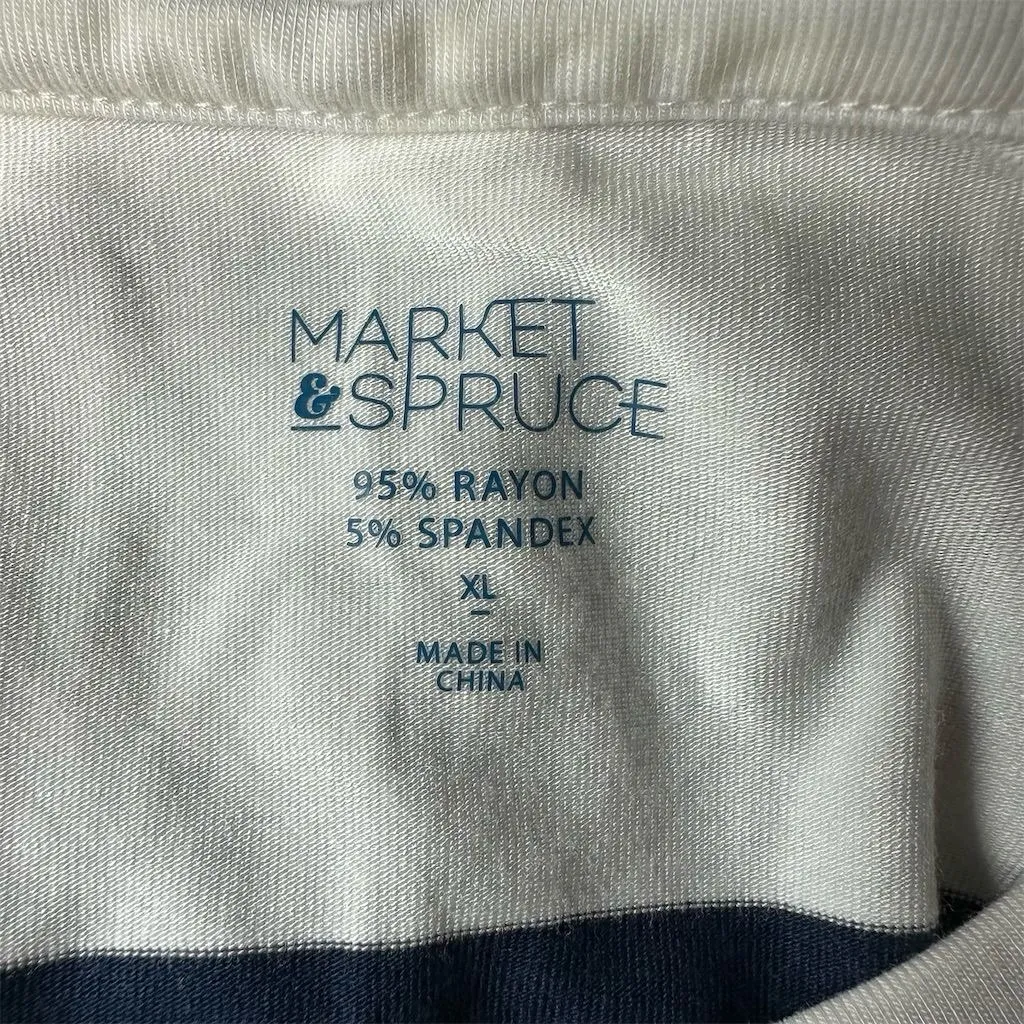 MARKET
& SPRUCE
95% RAYON
5% SPANDEX
XL
MADE IN
CHINA